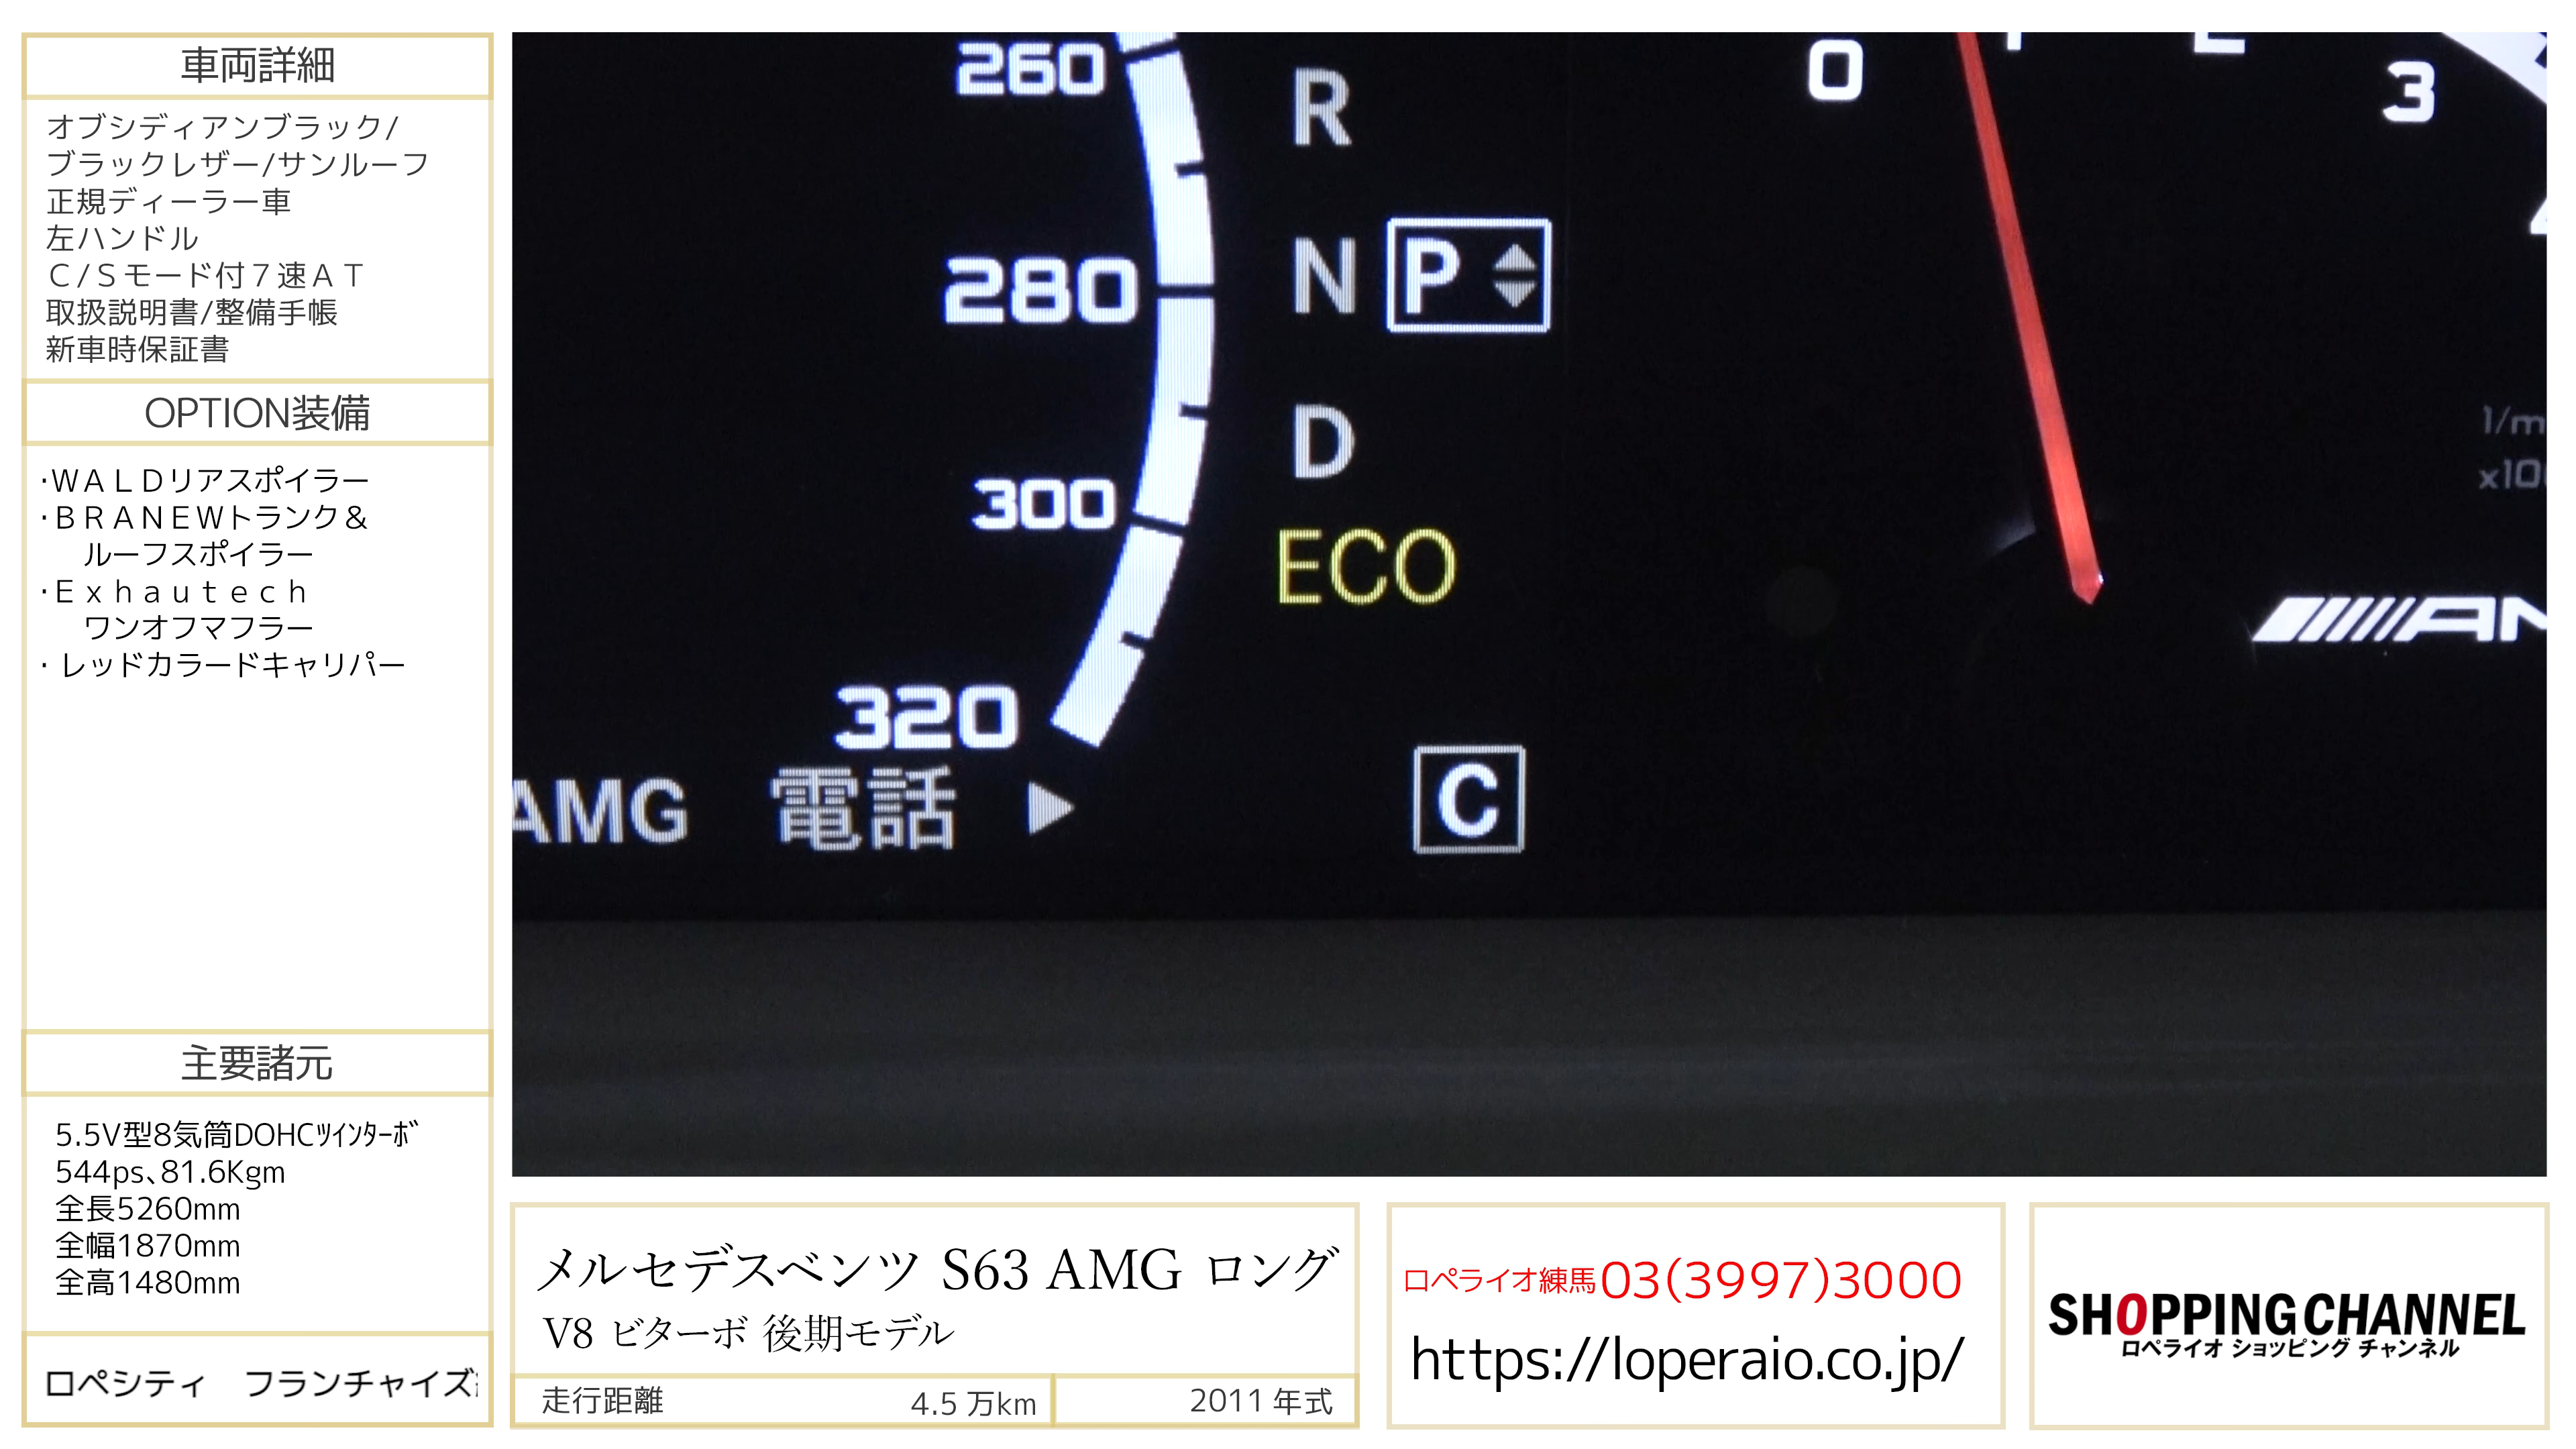 車両詳細
オブシディアンブラック/
ブラックレザー/サンルーフ
正規ディーラー車
左ハンドル
C/Sモード付7速AT
取扱説明書/整備手帳
新車時保証書
OPTION装備
・WALDリアスポイラー
・BRANEWトランク&
ルーフスポイラー
・Exhautech
ワンオフマフラー
・レッドカラードキャリパー
主要諸元
5.5V型8気筒DOHCﾂｲﾝﾀｰﾎﾞ
544ps、81.6Kgm
全長5260mm
全幅1870mm
全高1480mm
ロペシティ フランチャイズ
260
280
300
320
R
N P
D
ECO
AMG 電話 ▶
C
0
3
1/m
x10
メルセデスベンツ S63 AMG ロング
V8 ビターボ 後期モデル
走行距離 4.5万km 2011年式
ロペライオ練馬03(3997)3000
https://loperaio.co.jp/
SHOPPING CHANNEL
ロペライオ ショッピング チャンネル